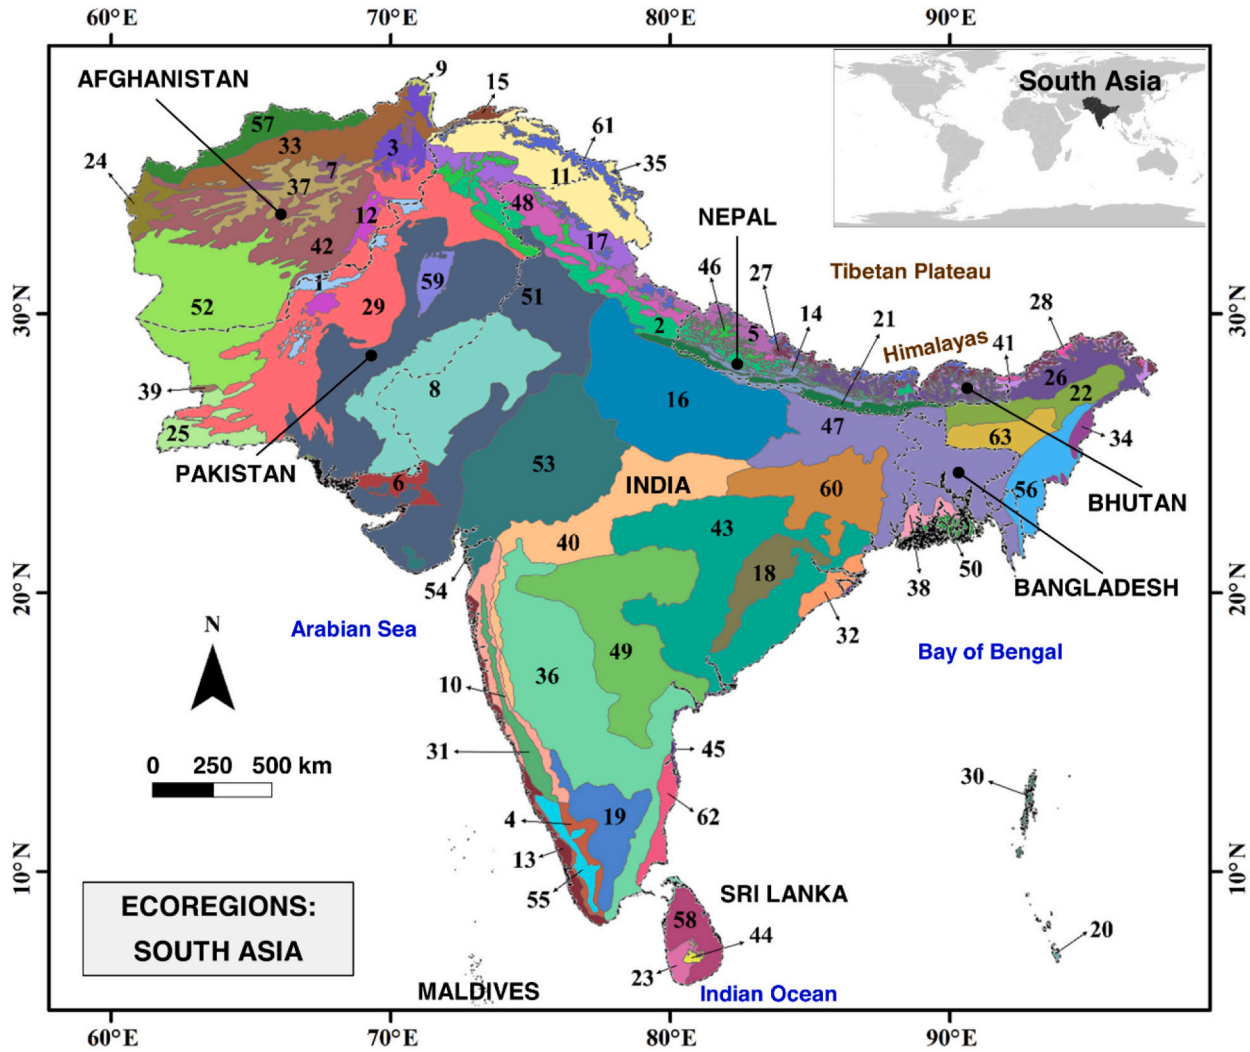 60°E 70°E 80°E 90°E
AFGHANISTAN
9
15
South Asia
57
33
3
61
35
24
7
37
11
12
48
NEPAL
42
17
46
27
Tibetan Plateau
1
59
51
28
52
29
2
5
14
21
Himalayas
41
26
30°N
30°N
39
8
16
22
25
47
63
34
PAKISTAN
6
53
INDIA
60
56
BHUTAN
40
43
54
18
38
50
BANGLADESH
20°N
20°N
N
Arabian Sea
32
Bay of Bengal
10
36
49
31
45
0 250 500 km
30
4
19
62
13
10°N
10°N
55
ECOREGIONS:
SOUTH ASIA
SRI LANKA
58
44
20
23
MALDIVES
Indian Ocean
60°E 70°E 80°E 90°E